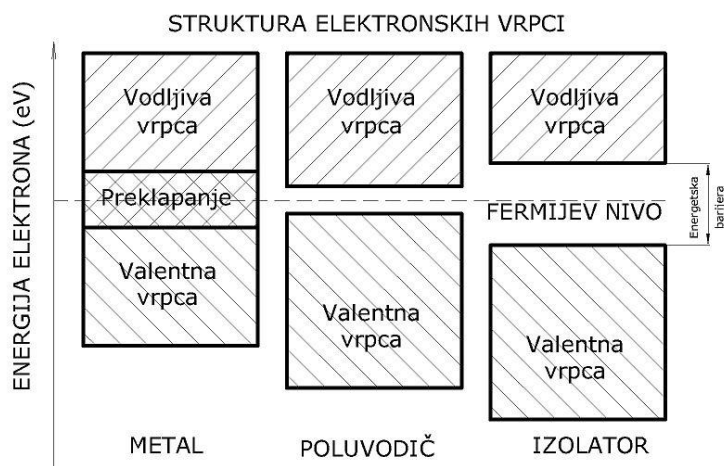 STRUKTURA ELEKTRONSKIH VRPCI
ENERGIJA ELEKTRONA (eV)
Vodljiva
vrpca
Preklapanje
Valentna
vrpca
METAL
Vodljiva
vrpca
Valentna
vrpca
POLUVODIČ
Vodljiva
vrpca
FERMIJEV NIVO
Energetska
barijera
Valentna
vrpca
IZOLATOR